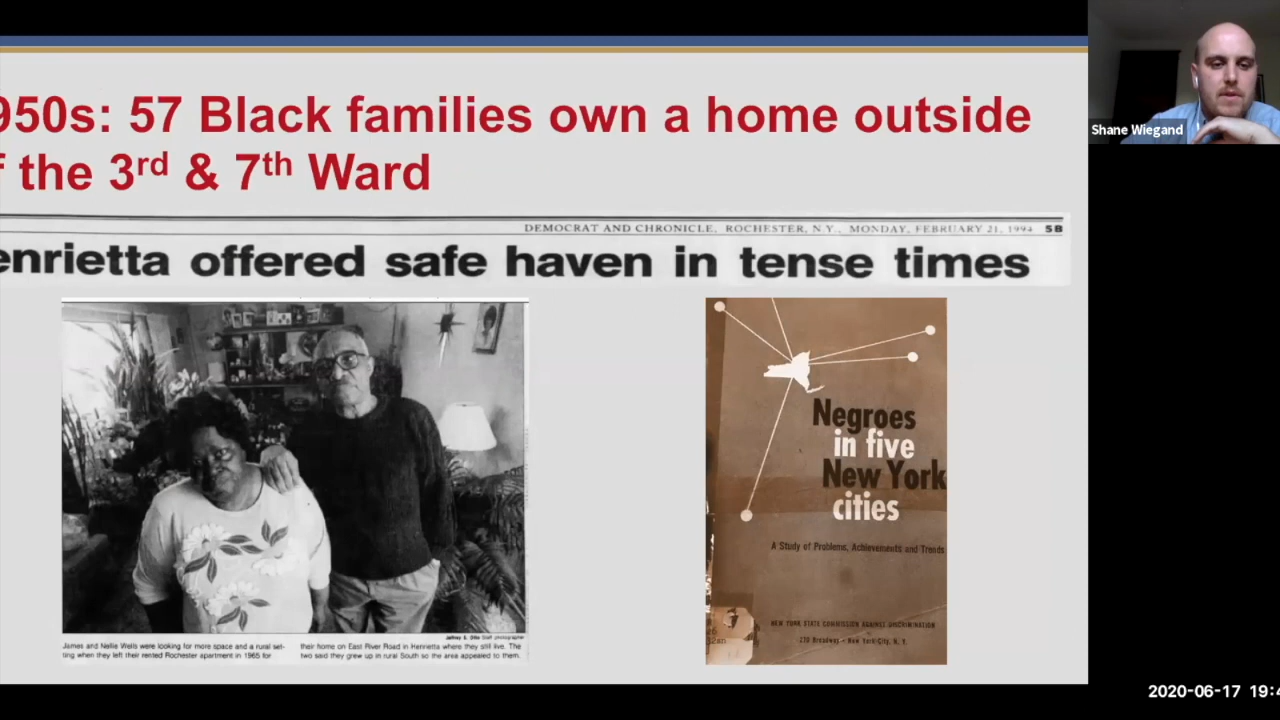 950s: 57 Black families own a home outside
f the 3rd & 7th Ward
DEMOCRAT AND CHRONICLE, ROCHESTER, N.Y., MONDAY, FEBRUARY 21, 1994 5B
enrietta offered safe haven in tense times
Jeffrey S. Otto staff photographer
James and Nellie Wells were looking for more space and a rural set-
ting when they left their rented Rochester apartment in 1965 for
their home on East River Road in Henrietta where they still live. The
two said they grew up in rural South so the area appealed to them.
Negroes
in five
New York
cities
A Study of Problems, Achievements and Trends
NEW YORK STATE COMMISSION AGAINST DISCRIMINATION
270 Broadway – New York City, N. Y.
Shane Wiegand
2020-06-17 19:4